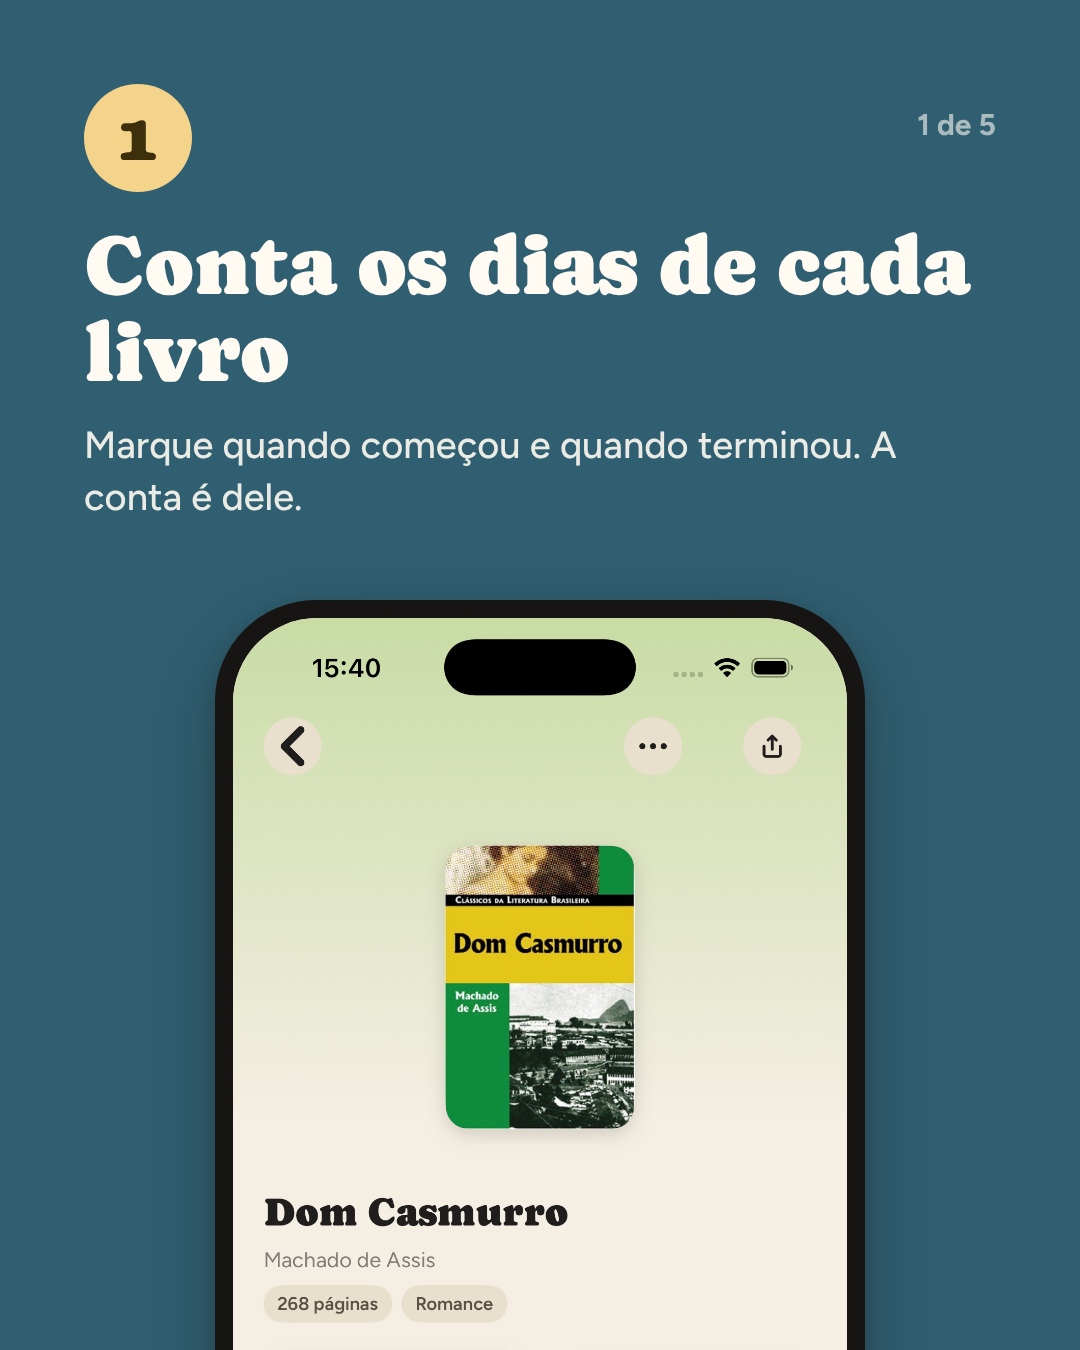 1
1 de 5
Conta os dias de cada
livro
Marque quando começou e quando terminou. A
conta é dele.
15:40
CLÁSSICOS DA LITERATURA BRASILEIRA
Dom Casmurro
Machado
de Assis
Dom Casmurro
Machado de Assis
268 páginas
Romance